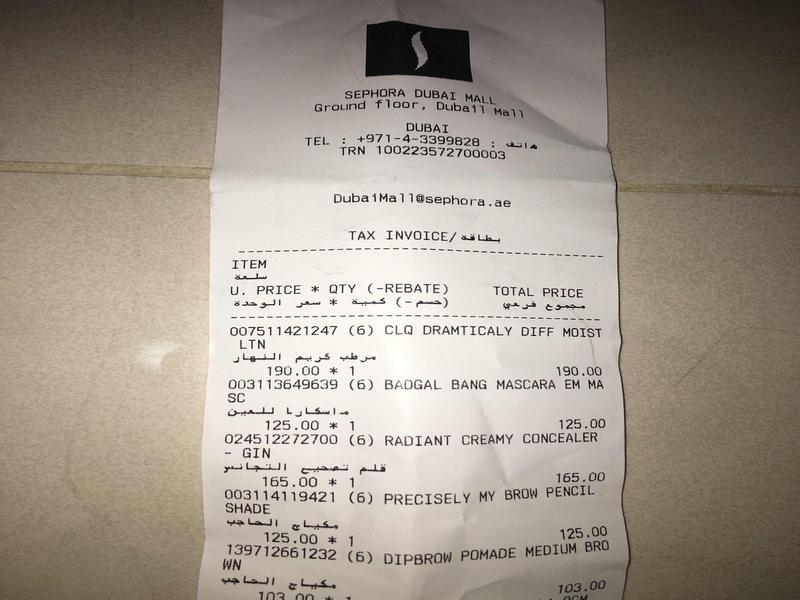 SEPHORA DUBAI MALL
Ground floor, Dubail Mall
DUBAI
TEL : +971-4-3399828 : هاتف
TRN 100223572700003
DubaiMall@sephora.ae
TAX INVOICE/بطاقة
ITEM
سلعة
U. PRICE * QTY (-REBATE) TOTAL PRICE
(حسم-) كمية * سعر الوحدة مجموع فرعي
007511421247 (6) CLQ DRAMTICALY DIFF MOIST
LTN
مرطب كريم النهار
190.00 * 1 190.00
003113649639 (6) BADGAL BANG MASCARA EM MA
SC
ماسكارا للعين
125.00 * 1 125.00
024512272700 (6) RADIANT CREAMY CONCEALER
- GIN
قلم تصحيح التجانس
165.00 * 1 165.00
003114119421 (6) PRECISELY MY BROW PENCIL
SHADE
مكياج الحاجب
125.00 * 1 125.00
139712661232 (6) DIPBROW POMADE MEDIUM BRO
WN
مكياج الحاجب
103.00 * 1 103.00